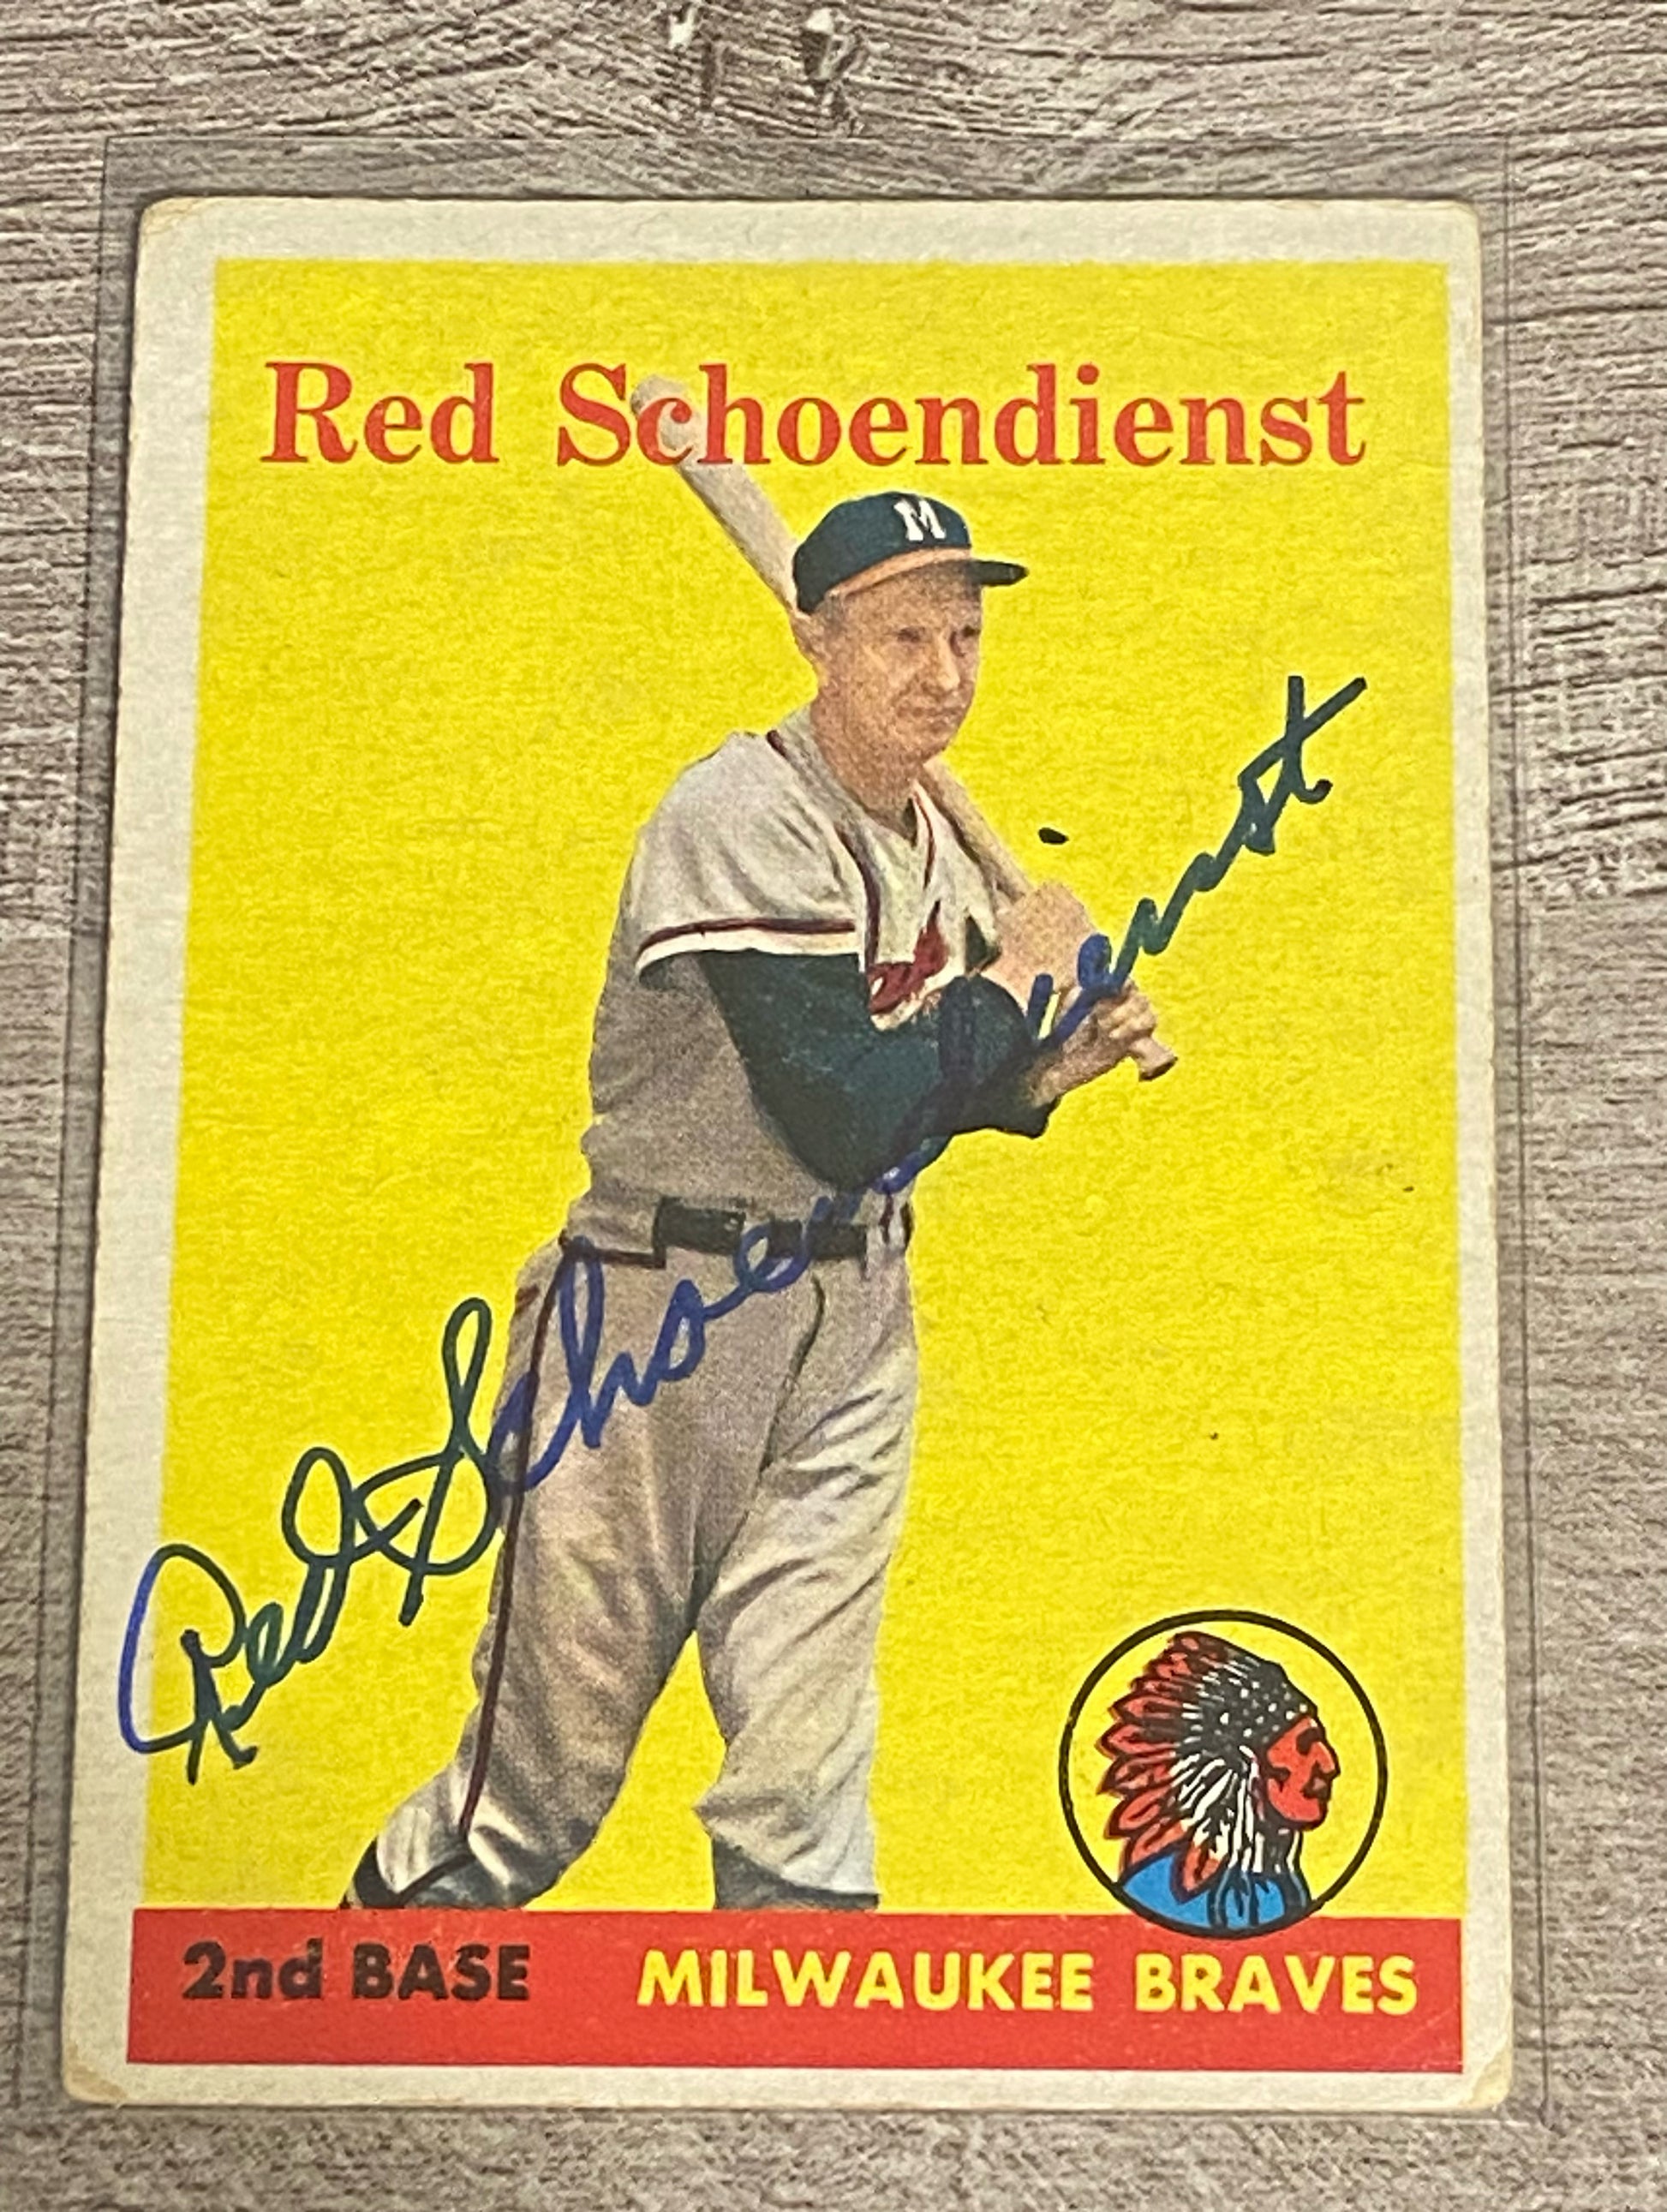 Red Schoendienst
M
Red Schoendienst
2nd BASE MILWAUKEE BRAVES